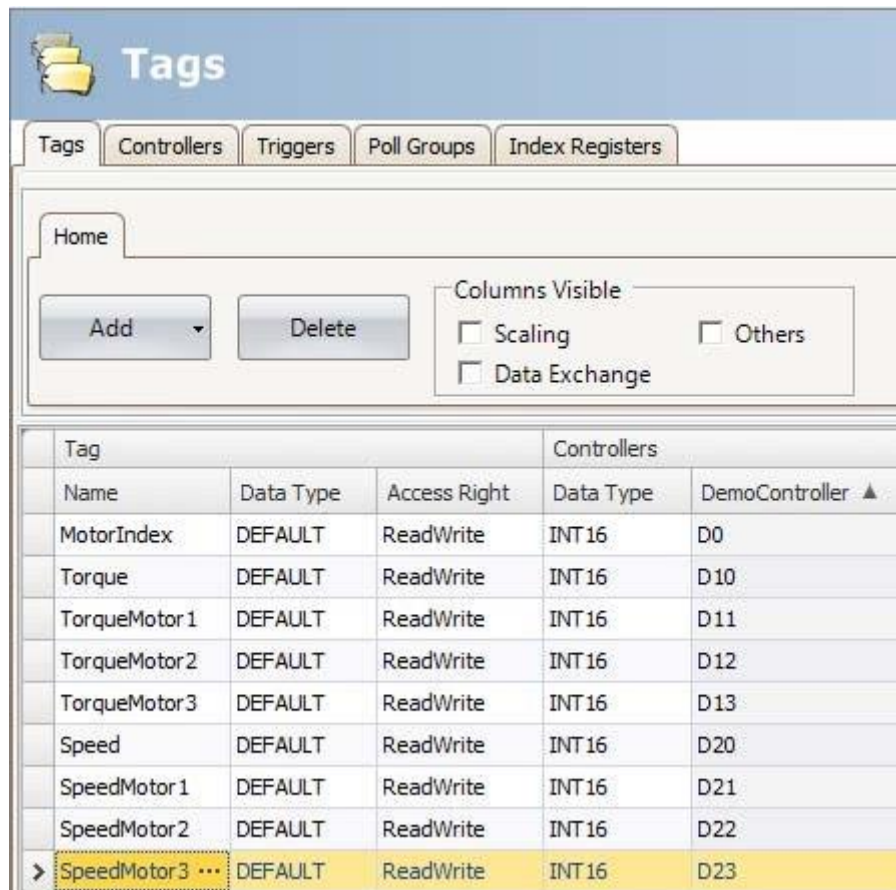 Tags
Tags Controllers Triggers Poll Groups Index Registers
Home
Add Delete
Columns Visible
Scaling Others
Data Exchange
Tag Controllers
Name Data Type Access Right Data Type DemoController
MotorIndex DEFAULT ReadWrite INT16 D0
Torque DEFAULT ReadWrite INT16 D10
TorqueMotor1 DEFAULT ReadWrite INT16 D11
TorqueMotor2 DEFAULT ReadWrite INT16 D12
TorqueMotor3 DEFAULT ReadWrite INT16 D13
Speed DEFAULT ReadWrite INT16 D20
SpeedMotor1 DEFAULT ReadWrite INT16 D21
SpeedMotor2 DEFAULT ReadWrite INT16 D22
SpeedMotor3 ... DEFAULT ReadWrite INT16 D23